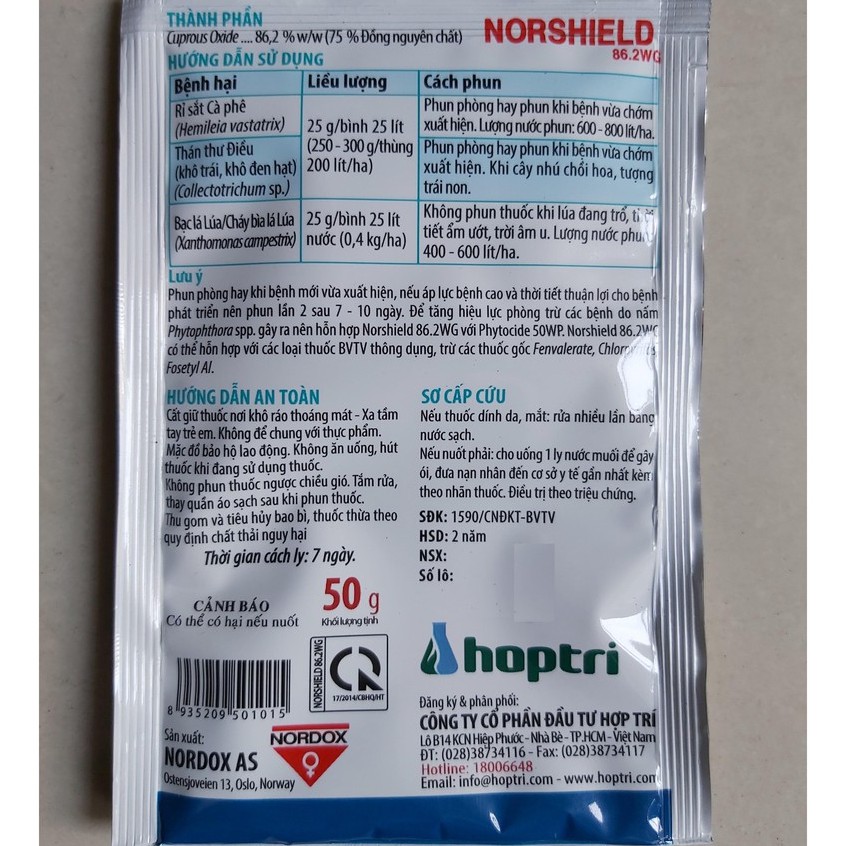 THÀNH PHẦN
Cuprous Oxide .... 86,2 % w/w (75 % Đồng nguyên chất)
NORSHIELD
86.2WG
HƯỚNG DẪN SỬ DỤNG
Bệnh hại
Liều lượng
Cách phun
Rỉ sắt Cà phê
(Hemileia vastatrix)
25 g/bình 25 lít
(250 - 300 g/thùng
200 lít/ha)
Phun phòng hay phun khi bệnh vừa chớm
xuất hiện. Lượng nước phun: 600 - 800 lít/ha.
Thán thư Điều
(khô trái, khô đen hạt)
(Collectotrichum sp.)
Phun phòng hay phun khi bệnh vừa chớm
xuất hiện. Khi cây nhú chồi hoa, tượng
trái non.
Bạc lá Lúa/Cháy bìa lá Lúa
(Xanthomonas campestrix)
25 g/bình 25 lít
nước (0,4 kg/ha)
Không phun thuốc khi lúa đang trổ, thời
tiết ẩm ướt, trời âm u. Lượng nước phun
400 - 600 lít/ha.
Lưu ý
Phun phòng hay khi bệnh mới vừa xuất hiện, nếu áp lực bệnh cao và thời tiết thuận lợi cho bệnh
phát triển nên phun lần 2 sau 7 - 10 ngày. Để tăng hiệu lực phòng trừ các bệnh do nấm
Phytophthora spp. gây ra nên hỗn hợp Norshield 86.2WG với Phytocide 50WP. Norshield 86.2WG
có thể hỗn hợp với các loại thuốc BVTV thông dụng, trừ các thuốc gốc Fenvalerate,
Fosetyl Al.
HƯỚNG DẪN AN TOÀN
Cất giữ thuốc nơi khô ráo thoáng mát - Xa tầm
tay trẻ em. Không để chung với thực phẩm.
Mặc đồ bảo hộ lao động. Không ăn uống, hút
thuốc khi đang sử dụng thuốc.
Không phun thuốc ngược chiều gió. Tắm rửa,
thay quần áo sạch sau khi phun thuốc.
Thu gom và tiêu hủy bao bì, thuốc thừa theo
quy định chất thải nguy hại
Thời gian cách ly: 7 ngày.
SƠ CẤP CỨU
Nếu thuốc dính da, mắt: rửa nhiều lần bằng
nước sạch.
Nếu nuốt phải: cho uống 1 ly nước muối để gây
ói, đưa nạn nhân đến cơ sở y tế gần nhất kèm
theo nhãn thuốc. Điều trị theo triệu chứng.
SĐK: 1590/CNĐKT-BVTV
HSD: 2 năm
NSX:
Số lô:
CẢNH BÁO
Có thể có hại nếu nuốt
50 g
Khối lượng tịnh
NORSHIELD 86.2WG
17/2014/CBHQ/HT
8 935209 501015
hoptri
Sản xuất:
NORDOX AS
Ostensjoveien 13, Oslo, Norway
NORDOX
Đăng ký & phân phối:
CÔNG TY CỔ PHẦN ĐẦU TƯ HỢP TRÍ
Lô B14 KCN Hiệp Phước - Nhà Bè - TP.HCM - Việt Nam
ĐT: (028)38734116 - Fax: (028)38734117
Hotline: 18006648
Email: info@hoptri.com - www.hoptri.com